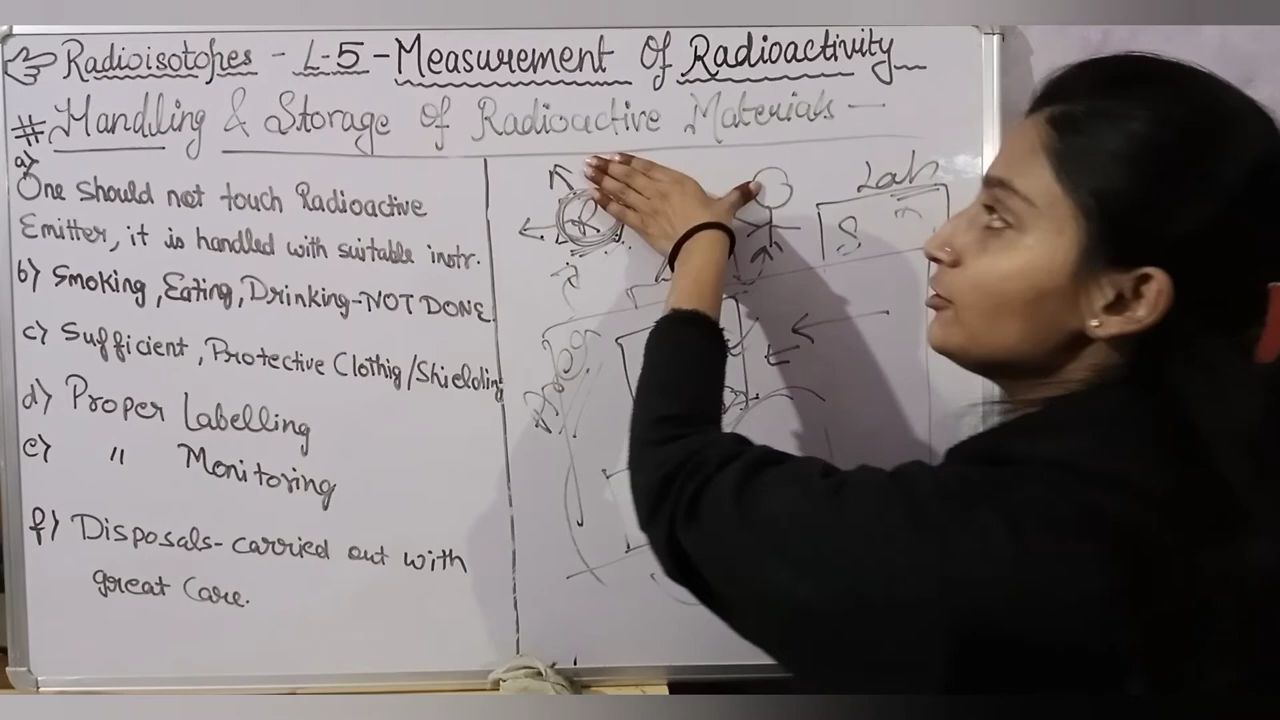 Radioisotopes - L-5 - Measurement Of Radioactivity
# Handling & Storage of Radioactive Materials -
a)
One should not touch Radioactive
Emitter, it is handled with suitable instr.
b) Smoking, Eating, Drinking-NOT DONE
c) Sufficient, Protective Clothig/Shielding
d) Proper Labelling
e) " Monitoring
f) Disposals- carried out with
great Care.
Lab
R
S